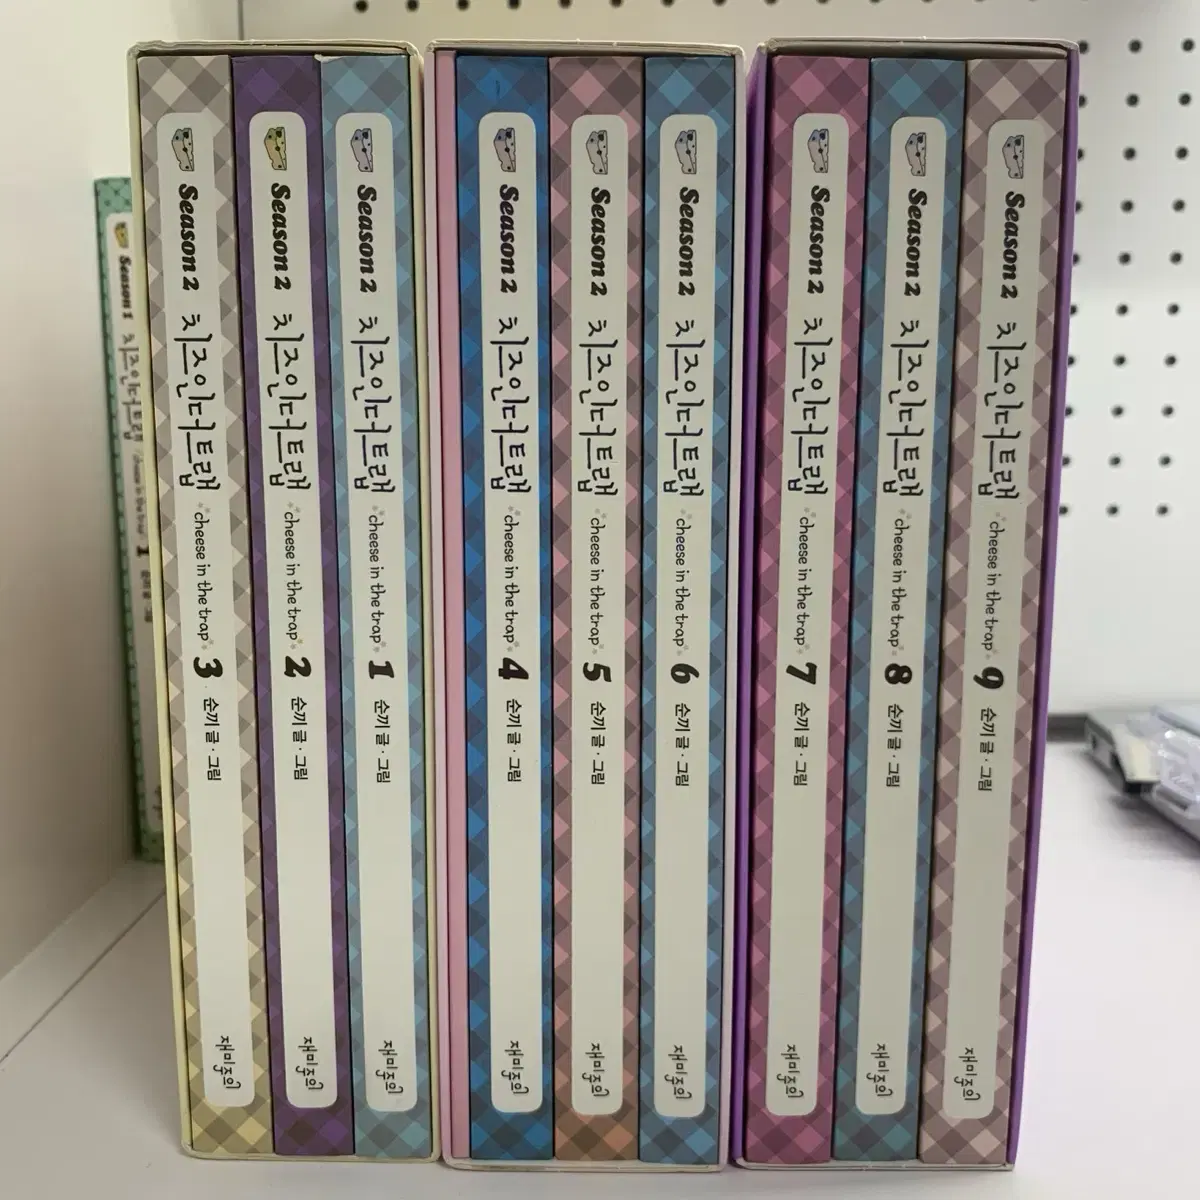 Season 1 치즈인더트랩 cheese in the trap 1 순끼 글·그림
Season 2 치즈인더트랩 cheese in the trap 3 순끼 글·그림 재미주의
Season 2 치즈인더트랩 cheese in the trap 2 순끼 글·그림 재미주의
Season 2 치즈인더트랩 cheese in the trap 1 순끼 글·그림 재미주의
Season 2 치즈인더트랩 cheese in the trap 4 순끼 글·그림 재미주의
Season 2 치즈인더트랩 cheese in the trap 5 순끼 글·그림 재미주의
Season 2 치즈인더트랩 cheese in the trap 6 순끼 글·그림 재미주의
Season 2 치즈인더트랩 cheese in the trap 7 순끼 글·그림 재미주의
Season 2 치즈인더트랩 cheese in the trap 8 순끼 글·그림 재미주의
Season 2 치즈인더트랩 cheese in the trap 9 순끼 글·그림 재미주의